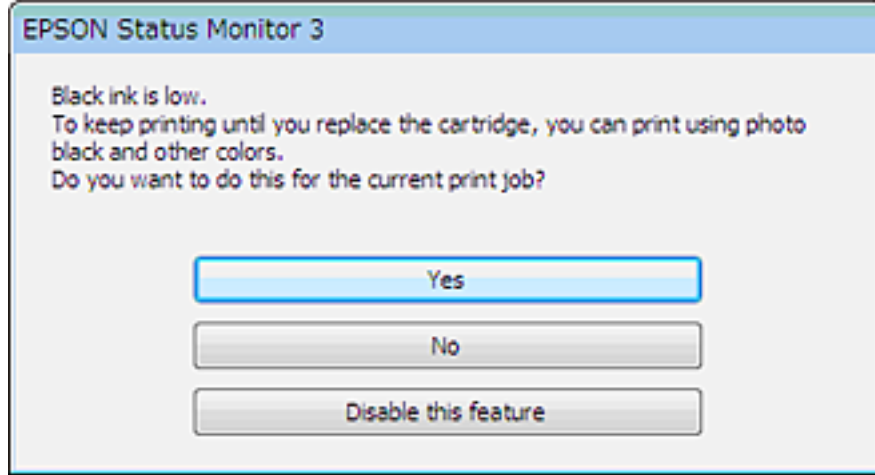 EPSON Status Monitor 3
Black ink is low.
To keep printing until you replace the cartridge, you can print using photo
black and other colors.
Do you want to do this for the current print job?
Yes
No
Disable this feature